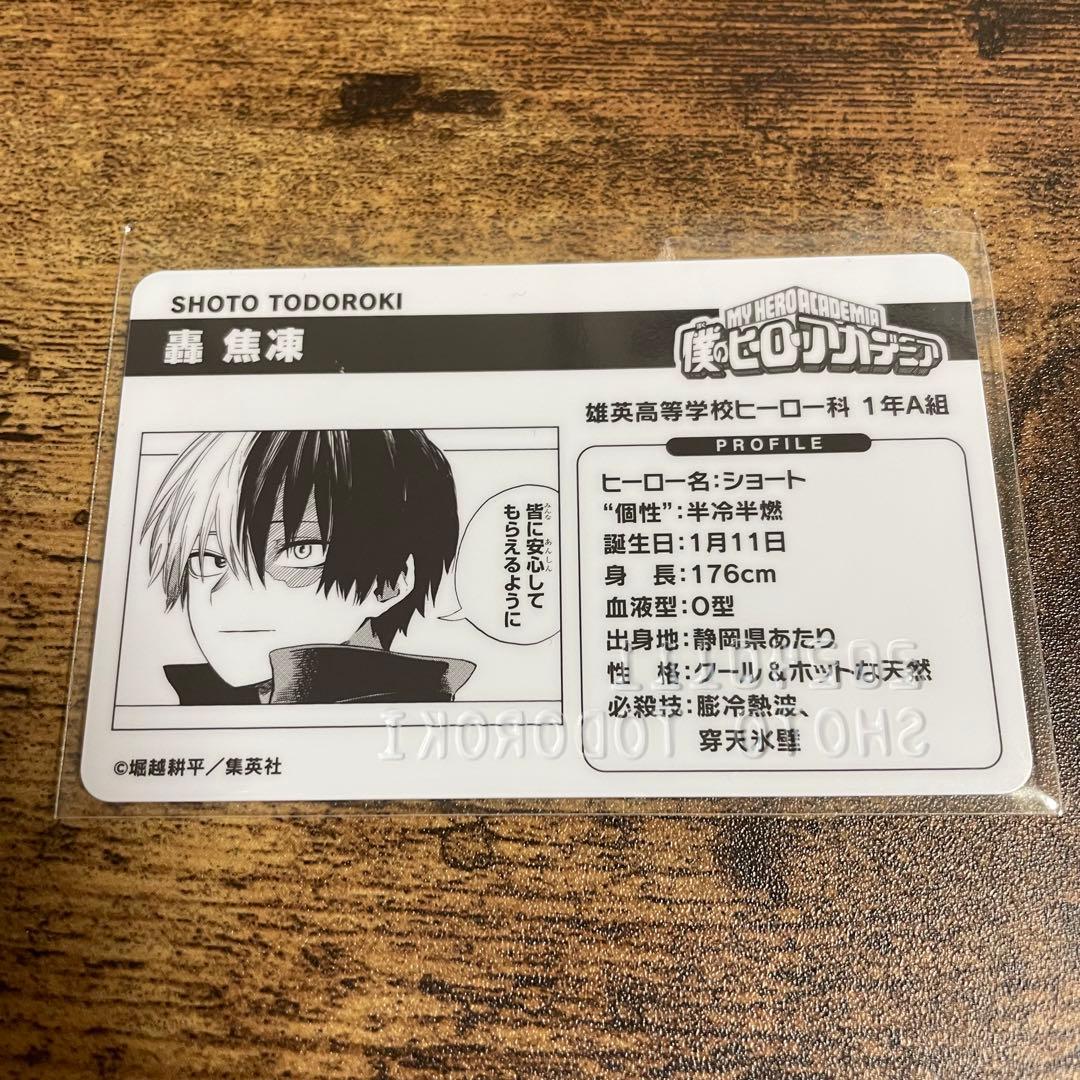 SHOTO TODOROKI
轟 焦凍
MY HERO ACADEMIA
僕のヒーローアカデミア
雄英高等学校ヒーロー科 1年A組
PROFILE
ヒーロー名:ショート
“個性”:半冷半燃
誕生日:1月11日
身 長:176cm
血液型:O型
出身地:静岡県あたり
性 格:クール&ホットな天然
必殺技:膨冷熱波、
穿天氷壁
皆に安心して
もらえるように
SHOTO TODOROKI
©堀越耕平/集英社